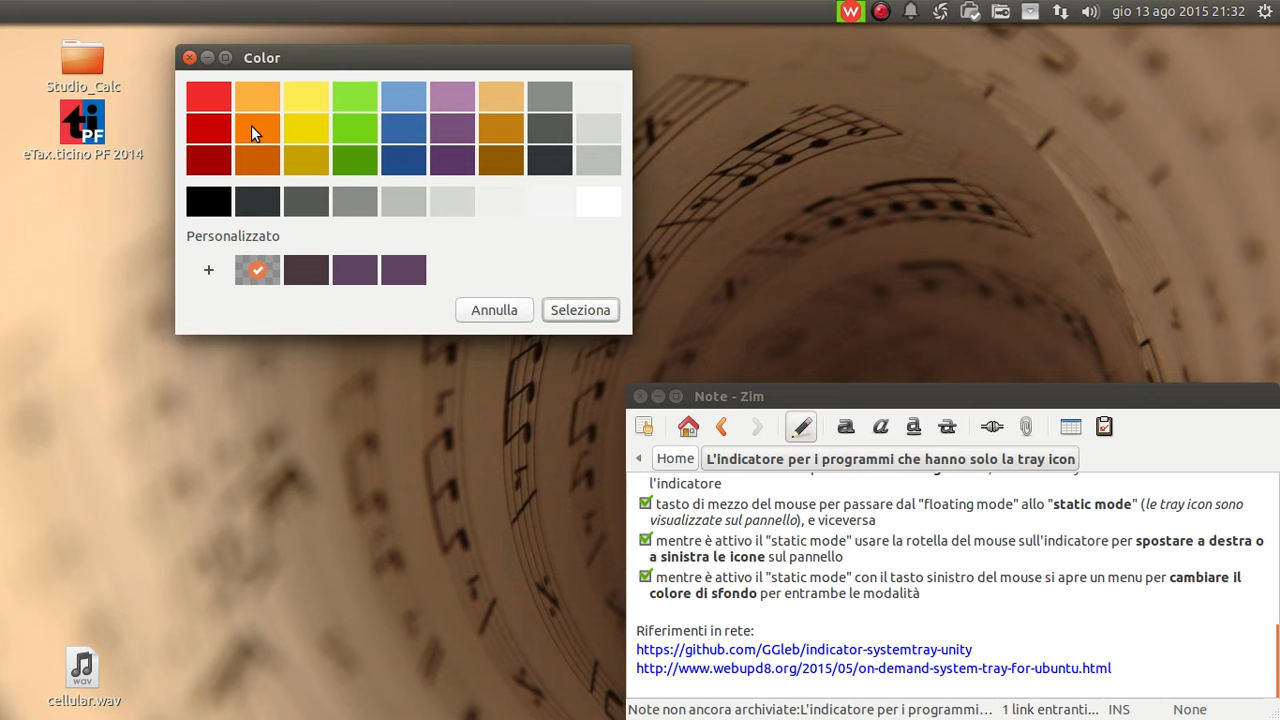 gio 13 ago 2015 21:32
Studio_Calc
ti
PF
eTax.ticino PF 2014
Color
Personalizzato
+
Annulla
Seleziona
Note - Zim
Home
L'indicatore per i programmi che hanno solo la tray icon
l'indicatore
tasto di mezzo del mouse per passare dal "floating mode" allo "static mode" (le tray icon sono
visualizzate sul pannello), e viceversa
mentre è attivo il "static mode" usare la rotella del mouse sull'indicatore per spostare a destra o
a sinistra le icone sul pannello
mentre è attivo il "static mode" con il tasto sinistro del mouse si apre un menu per cambiare il
colore di sfondo per entrambe le modalità
Riferimenti in rete:
https://github.com/GGleb/indicator-systemtray-unity
http://www.webupd8.org/2015/05/on-demand-system-tray-for-ubuntu.html
Note non ancora archiviate:L'indicatore per i programmi... 1 link entranti... INS None
wav
cellular.wav